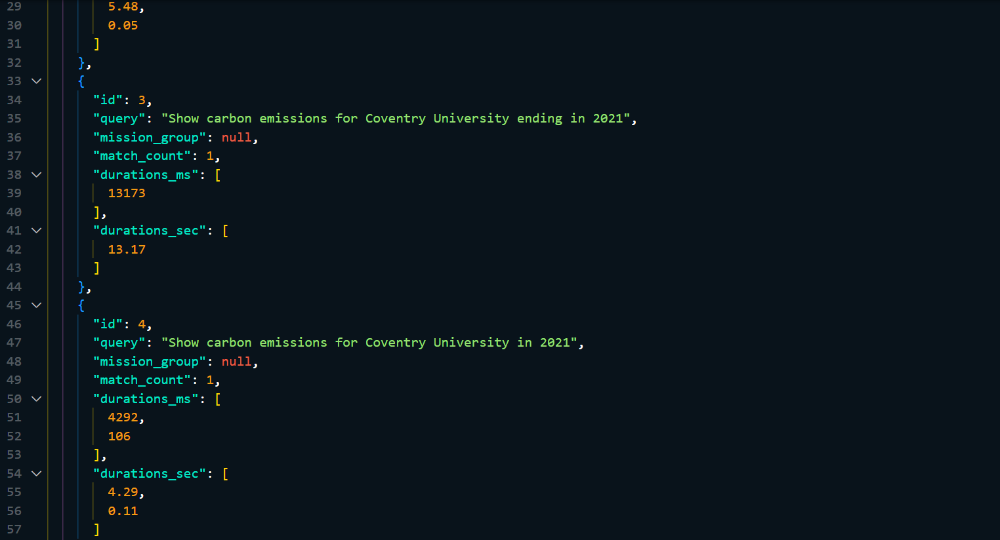 29 5.48,
30 0.05
31 ]
32 },
33 {
34 "id": 3,
35 "query": "Show carbon emissions for Coventry University ending in 2021",
36 "mission_group": null,
37 "match_count": 1,
38 "durations_ms": [
39 13173
40 ],
41 "durations_sec": [
42 13.17
43 ]
44 },
45 {
46 "id": 4,
47 "query": "Show carbon emissions for Coventry University in 2021",
48 "mission_group": null,
49 "match_count": 1,
50 "durations_ms": [
51 4292,
52 106
53 ],
54 "durations_sec": [
55 4.29,
56 0.11
57 ]